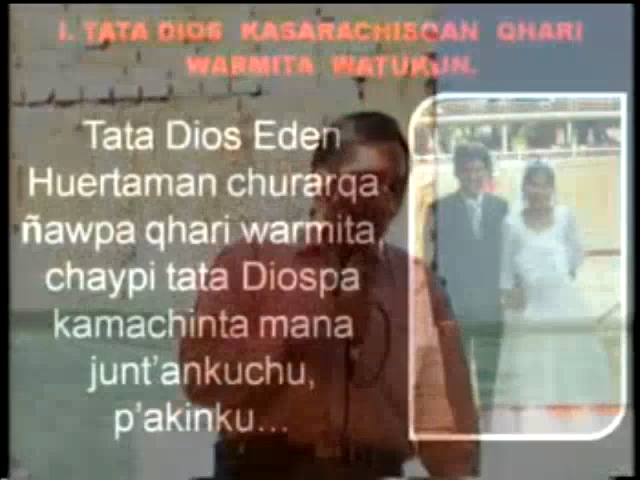 I. TATA DIOS KASARACHISQAN QHARI
WARMITA WATUKUN.
Tata Dios Eden
Huertaman churarqa
ñawpa qhari warmita,
chaypi tata Diospa
kamachinta mana
junt'ankuchu,
p'akinku...